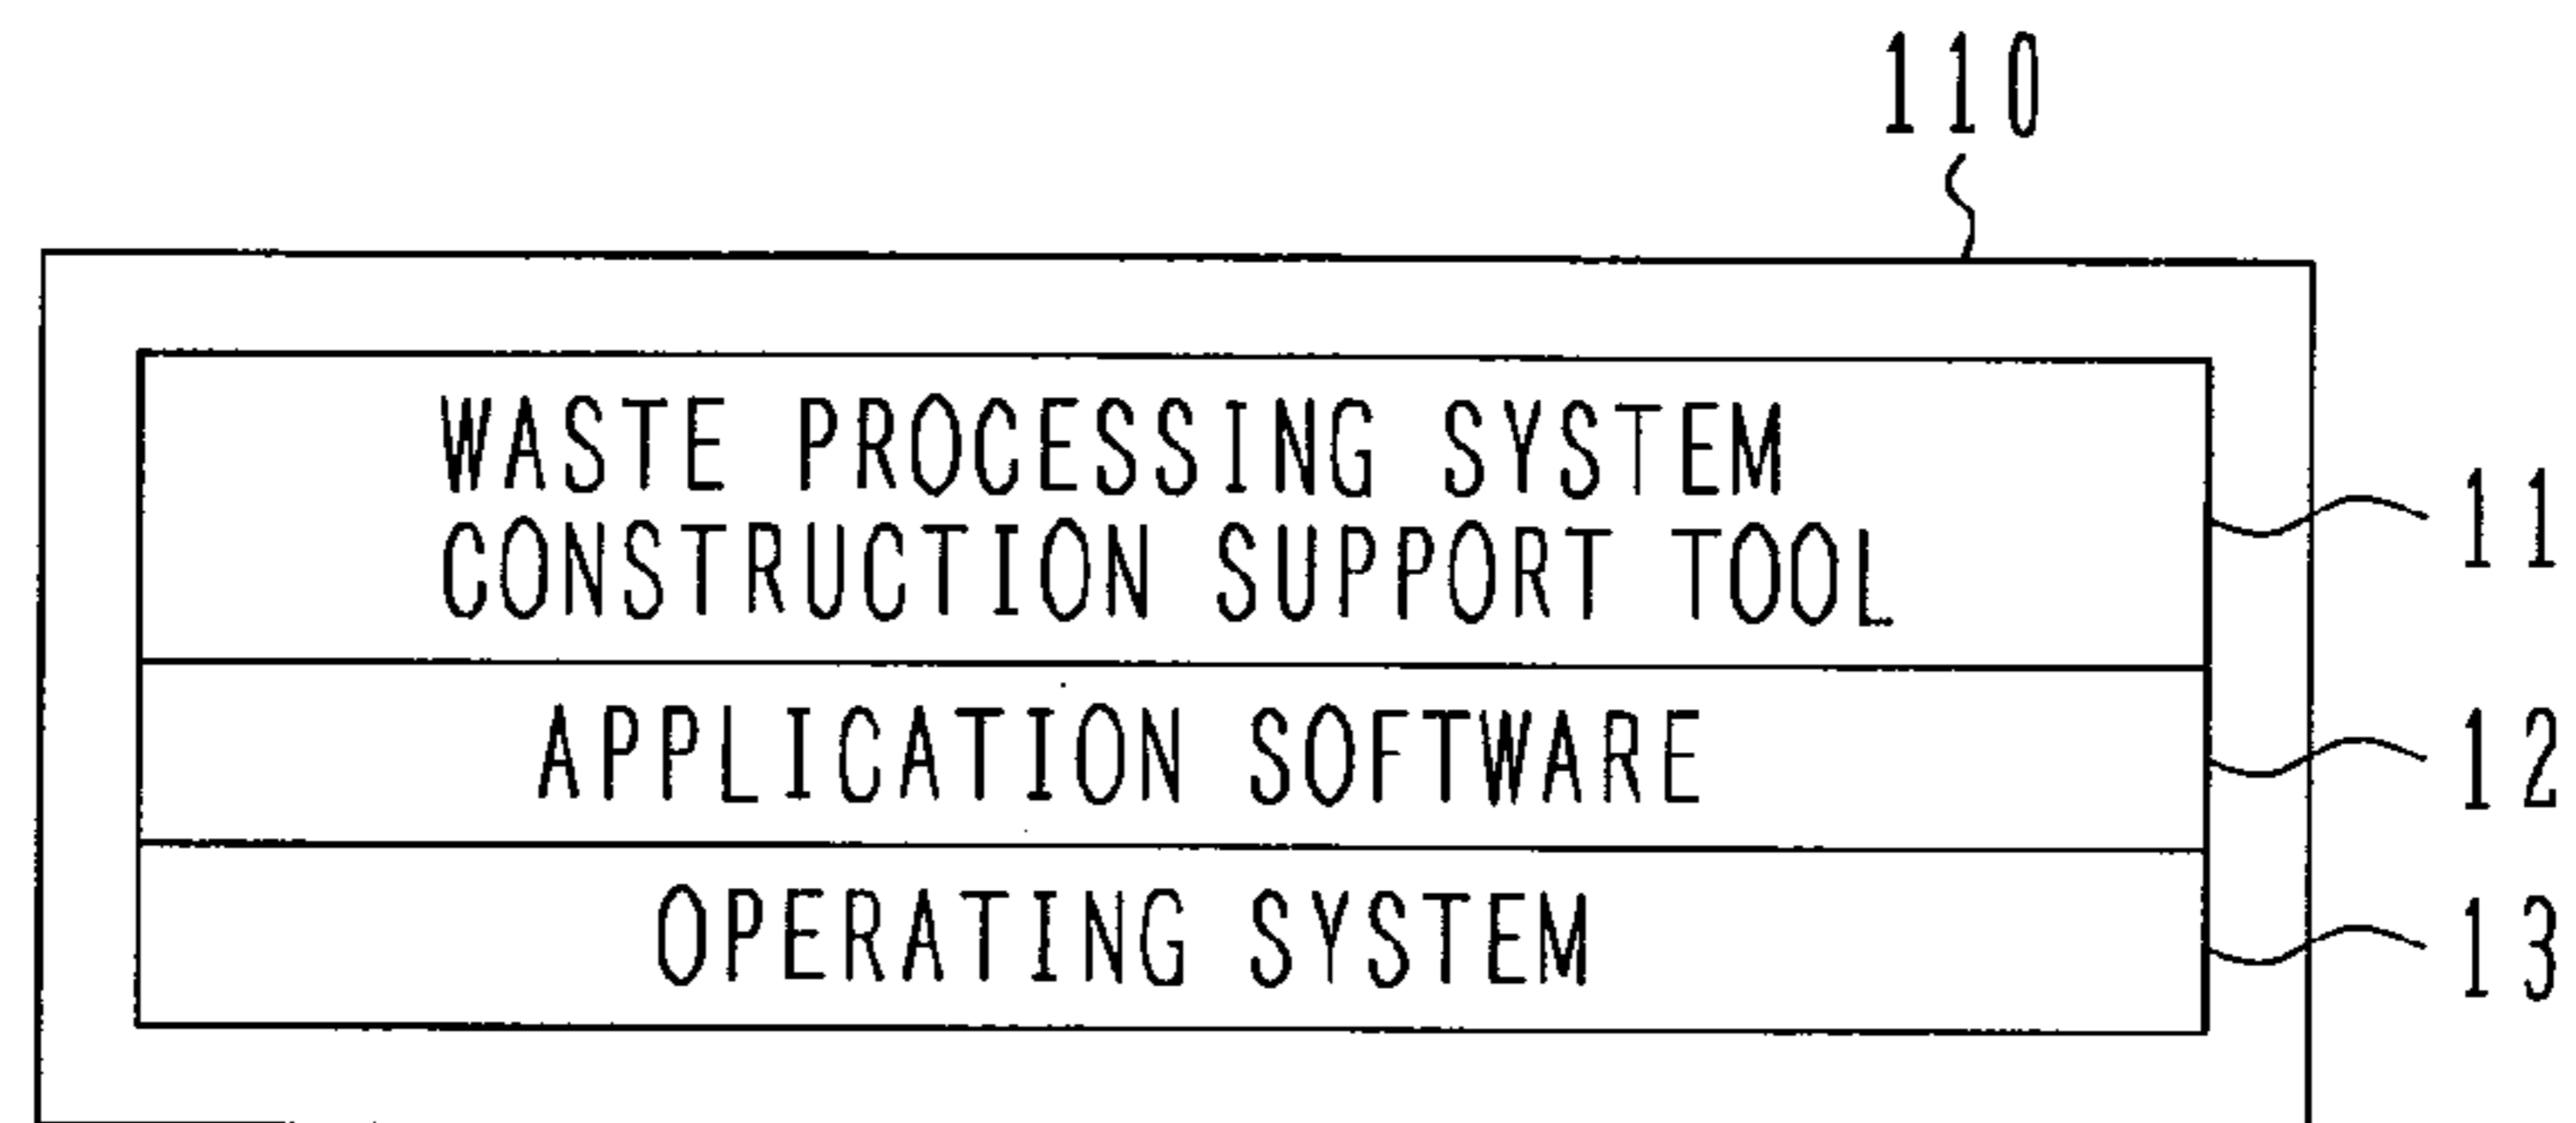 110
WASTE PROCESSING SYSTEM
CONSTRUCTION SUPPORT TOOL
11
APPLICATION SOFTWARE
12
OPERATING SYSTEM
13